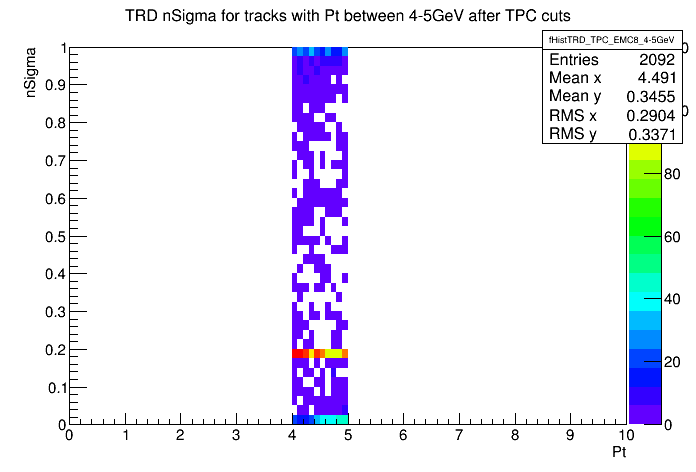 TRD nSigma for tracks with Pt between 4-5GeV after TPC cuts
fHistTRD_TPC_EMC8_4-5GeV
Entries 2092
Mean x 4.491
Mean y 0.3455
RMS x 0.2904
RMS y 0.3371
nSigma
1
0.9
0.8
0.7
0.6
0.5
0.4
0.3
0.2
0.1
0
0 1 2 3 4 5 6 7 8 9 10
Pt
80
60
40
20
0